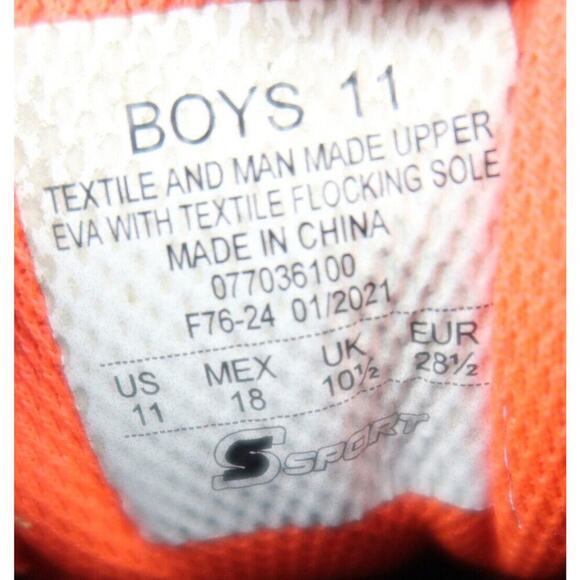 BOYS 11
TEXTILE AND MAN MADE UPPER
EVA WITH TEXTILE FLOCKING SOLE
MADE IN CHINA
077036100
F76-24 01/2021
US MEX UK EUR
11 18 10½ 28½
S SPORT